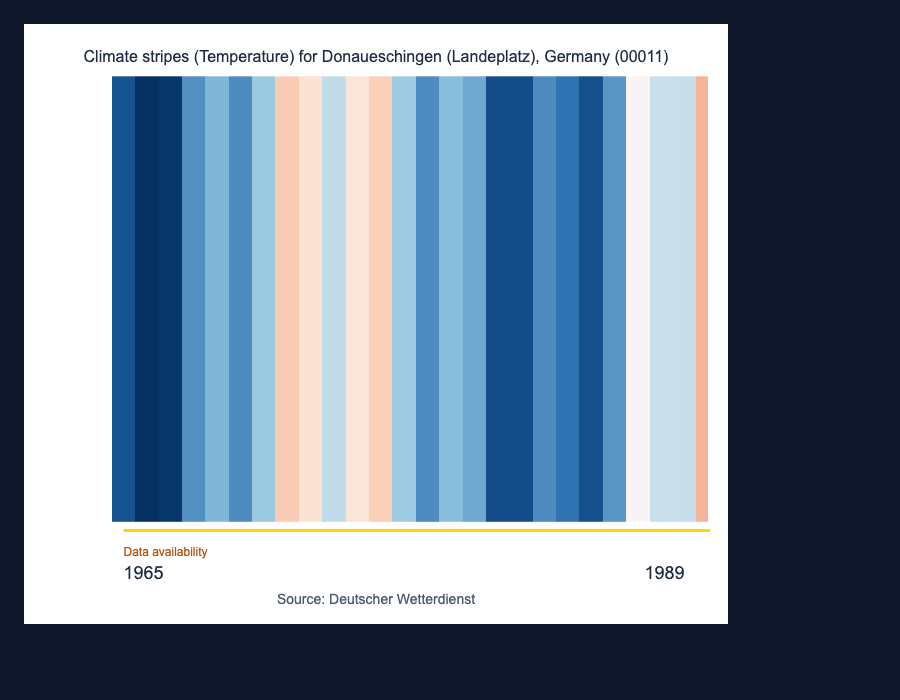 Climate stripes (Temperature) for Donaueschingen (Landeplatz), Germany (00011)
Data availability
1965 1989
Source: Deutscher Wetterdienst